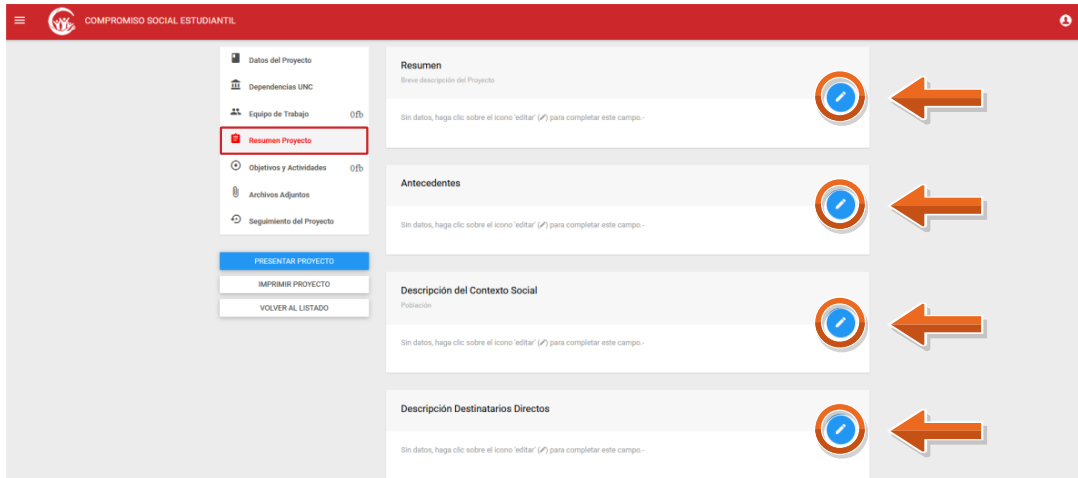 COMPROMISO SOCIAL ESTUDIANTIL
Datos del Proyecto
Dependencias UNC
Equipo de Trabajo 0fb
Resumen Proyecto
Objetivos y Actividades 0fb
Archivos Adjuntos
Seguimiento del Proyecto
PRESENTAR PROYECTO
IMPRIMIR PROYECTO
VOLVER AL LISTADO
Resumen
Breve descripción del Proyecto
Sin datos, haga clic sobre el icono 'editar' () para completar este campo.-
Antecedentes
Sin datos, haga clic sobre el icono 'editar' () para completar este campo.-
Descripción del Contexto Social
Población
Sin datos, haga clic sobre el icono 'editar' () para completar este campo.-
Descripción Destinatarios Directos
Sin datos, haga clic sobre el icono 'editar' () para completar este campo.-